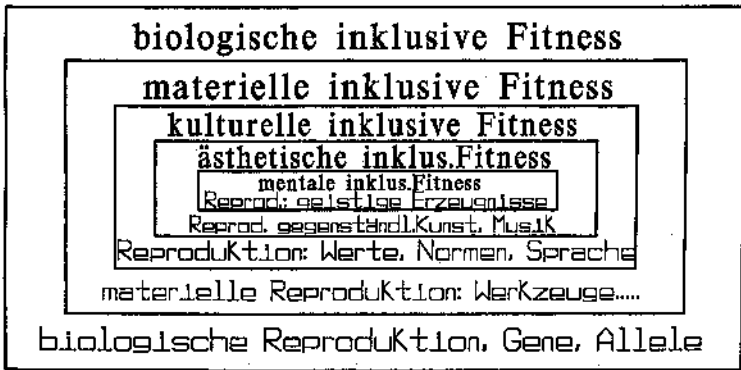 biologische inklusive Fitness
materielle inklusive Fitness
kulturelle inklusive Fitness
ästhetische inklus.Fitness
mentale inklus.Fitness
Reprod.: geistige Erzeugnisse
Reprod. gegenständl.Kunst, Musik
Reproduktion: Werte, Normen, Sprache
materielle Reproduktion: Werkzeuge.....
biologische Reproduktion, Gene, Allele